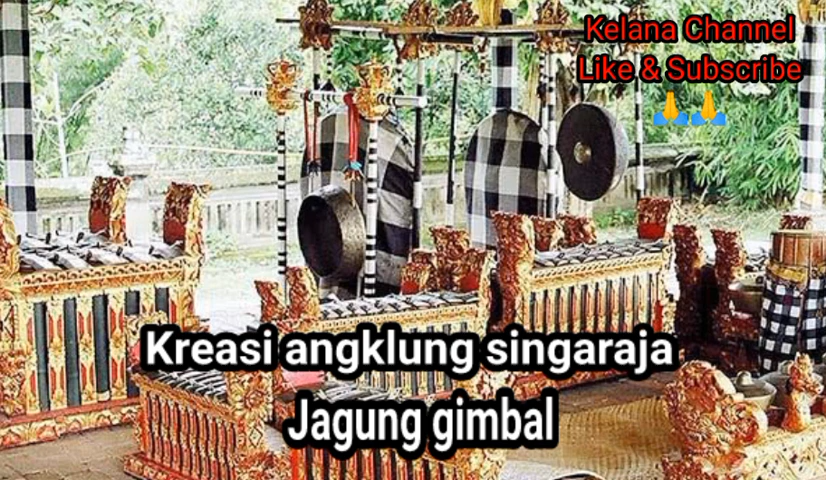 Kelana Channel
Like & Subscribe
🙏🙏
Kreasi angklung singaraja
Jagung gimbal